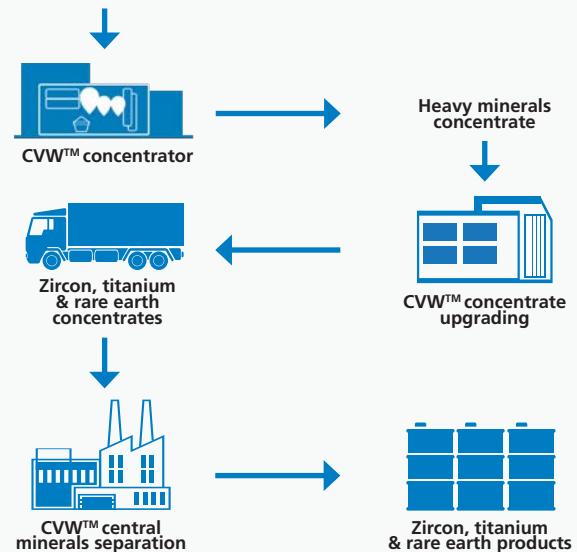 CVW™ concentrator
Heavy minerals
concentrate
Zircon, titanium
& rare earth
concentrates
CVW™ concentrate
upgrading
CVW™ central
minerals separation
Zircon, titanium
& rare earth products